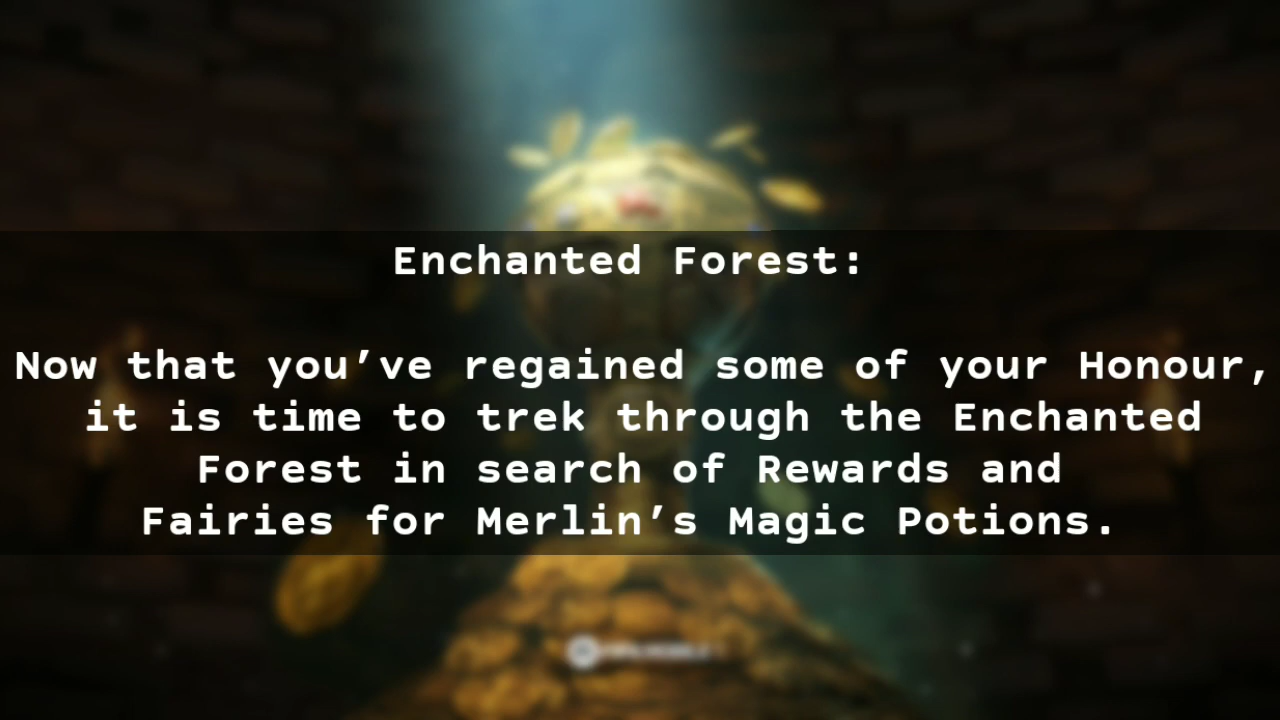 Enchanted Forest:
Now that you’ve regained some of your Honour,
it is time to trek through the Enchanted
Forest in search of Rewards and
Fairies for Merlin’s Magic Potions.